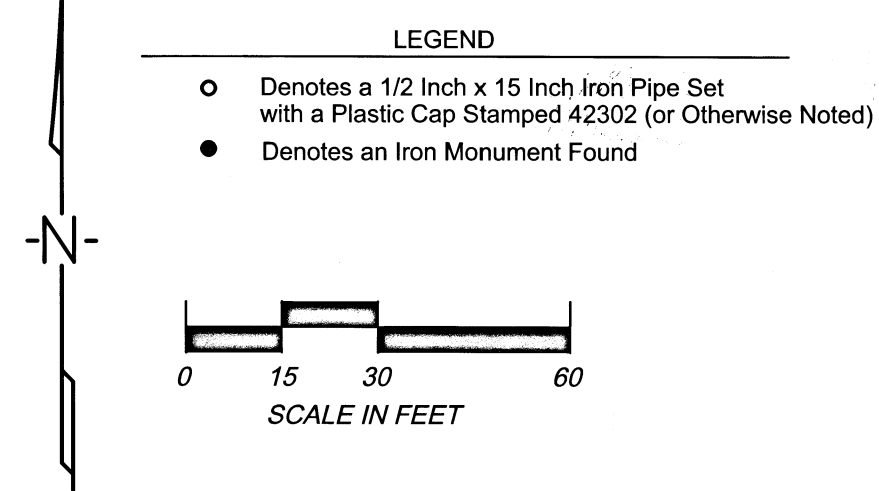 LEGEND
Denotes a 1/2 Inch x 15 Inch Iron Pipe Set
with a Plastic Cap Stamped 42302 (or Otherwise Noted)
Denotes an Iron Monument Found
-N-
0 15 30 60
SCALE IN FEET